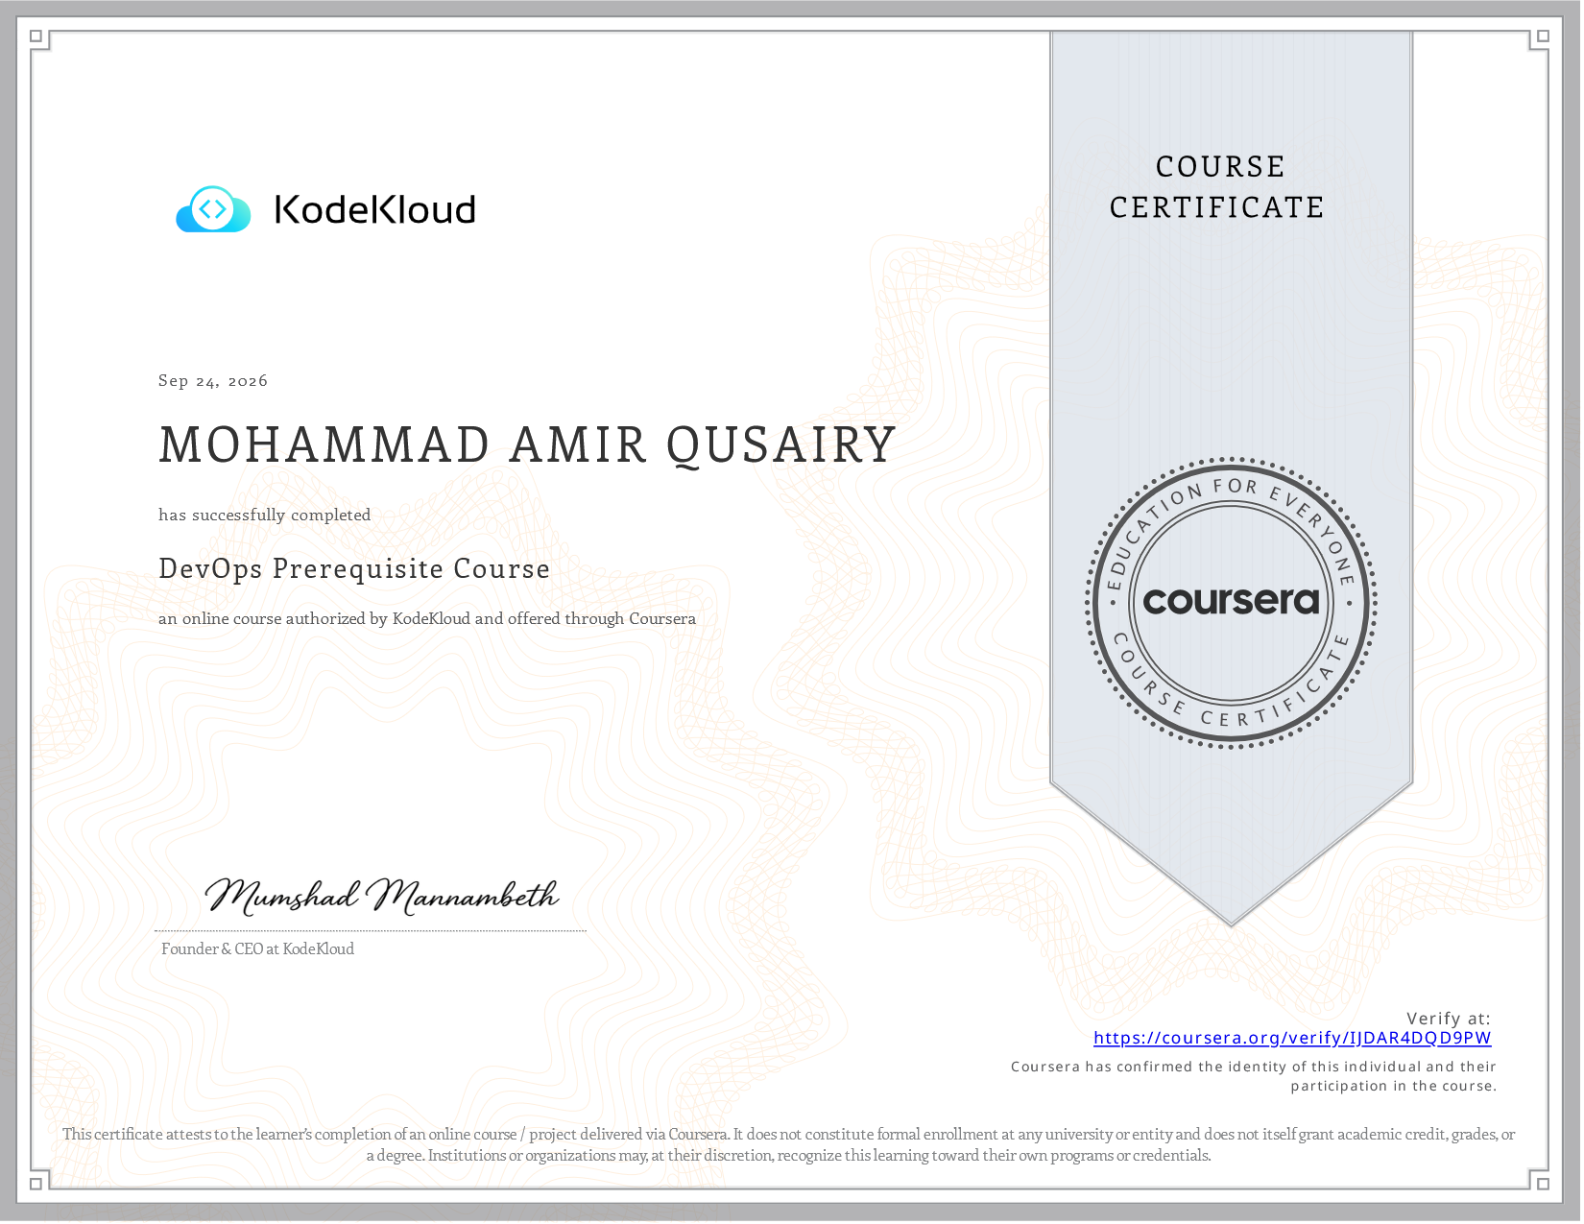 KodeKloud
COURSE
CERTIFICATE
Sep 24, 2026
MOHAMMAD AMIR QUSAIRY
has successfully completed
DevOps Prerequisite Course
an online course authorized by KodeKloud and offered through Coursera
EDUCATION FOR EVERYONE
coursera
COURSE CERTIFICATE
Mumshad Mannambeth
Founder & CEO at KodeKloud
Verify at:
https://coursera.org/verify/IJDAR4DQD9PW
Coursera has confirmed the identity of this individual and their
participation in the course.
This certificate attests to the learner's completion of an online course / project delivered via Coursera. It does not constitute formal enrollment at any university or entity and does not itself grant academic credit, grades, or
a degree. Institutions or organizations may, at their discretion, recognize this learning toward their own programs or credentials.